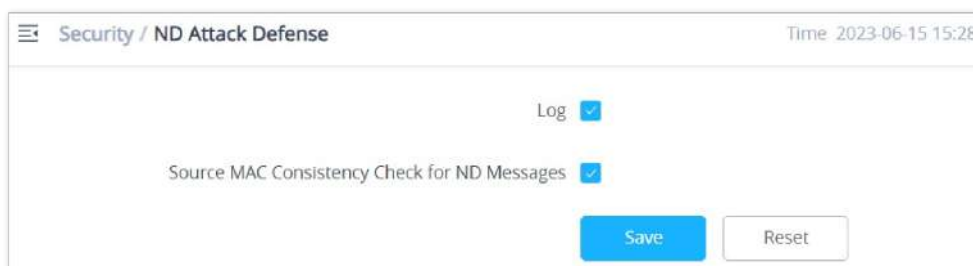 Security / ND Attack Defense Time 2023-06-15 15:28
Log
Source MAC Consistency Check for ND Messages
Save Reset